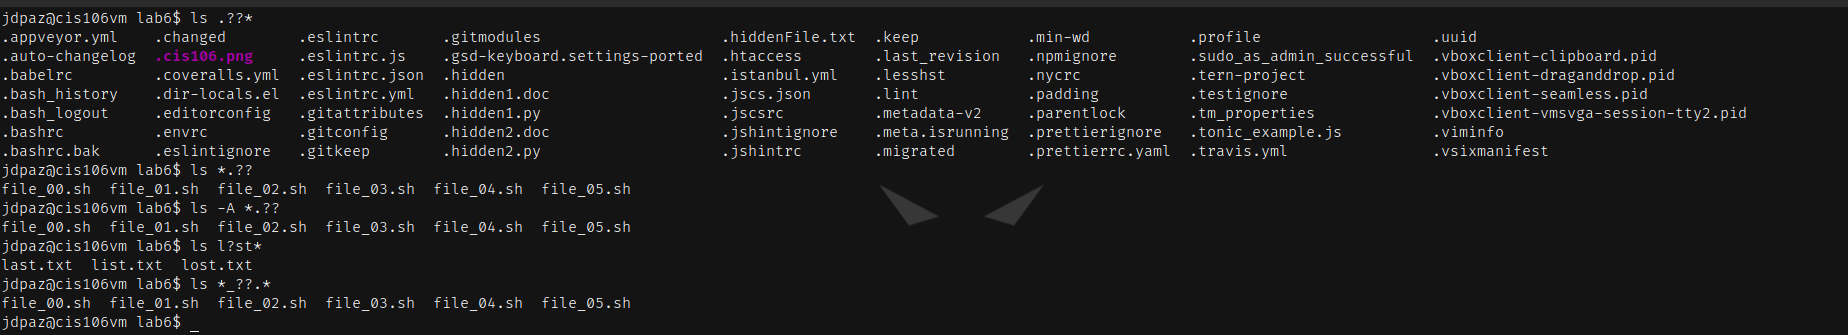 jdpaz@cis106vm lab6$ ls .??*
.appveyor.yml   .changed        .eslintrc       .gitmodules                      .hiddenFile.txt  .keep           .min-wd           .profile                    .uuid
.auto-changelog  .cis106.png     .eslintrc.js    .gsd-keyboard.settings-ported  .htaccess        .last_revision  .npmignore        .sudo_as_admin_successful  .vboxclient-clipboard.pid
.babelrc        .coveralls.yml  .eslintrc.json  .hidden                          .istanbul.yml    .lesshst        .nycrc            .tern-project               .vboxclient-draganddrop.pid
.bash_history   .dir-locals.el  .eslintrc.yml   .hidden1.doc                     .jscs.json       .lint           .padding          .testignore                 .vboxclient-seamless.pid
.bash_logout    .editorconfig   .gitattributes  .hidden1.py                      .jscsrc          .metadata-v2    .parentlock       .tm_properties              .vboxclient-vmsvga-session-tty2.pid
.bashrc         .envrc          .gitconfig      .hidden2.doc                     .jshintignore    .meta.isrunning  .prettierignore   .tonic_example.js           .viminfo
.bashrc.bak     .eslintignore   .gitkeep        .hidden2.py                      .jshintrc        .migrated       .prettierrc.yaml  .travis.yml                 .vsixmanifest
jdpaz@cis106vm lab6$ ls *.??
file_00.sh  file_01.sh  file_02.sh  file_03.sh  file_04.sh  file_05.sh
jdpaz@cis106vm lab6$ ls -A *.??
file_00.sh  file_01.sh  file_02.sh  file_03.sh  file_04.sh  file_05.sh
jdpaz@cis106vm lab6$ ls l?st*
last.txt  list.txt  lost.txt
jdpaz@cis106vm lab6$ ls *_??.*
file_00.sh  file_01.sh  file_02.sh  file_03.sh  file_04.sh  file_05.sh
jdpaz@cis106vm lab6$ _